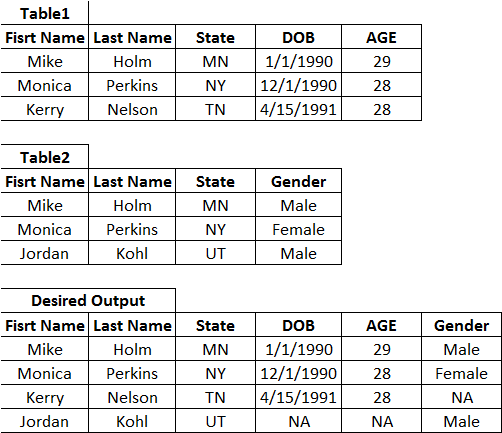 Table1
Fisrt Name Last Name State DOB AGE
Mike Holm MN 1/1/1990 29
Monica Perkins NY 12/1/1990 28
Kerry Nelson TN 4/15/1991 28
Table2
Fisrt Name Last Name State Gender
Mike Holm MN Male
Monica Perkins NY Female
Jordan Kohl UT Male
Desired Output
Fisrt Name Last Name State DOB AGE Gender
Mike Holm MN 1/1/1990 29 Male
Monica Perkins NY 12/1/1990 28 Female
Kerry Nelson TN 4/15/1991 28 NA
Jordan Kohl UT NA NA Male